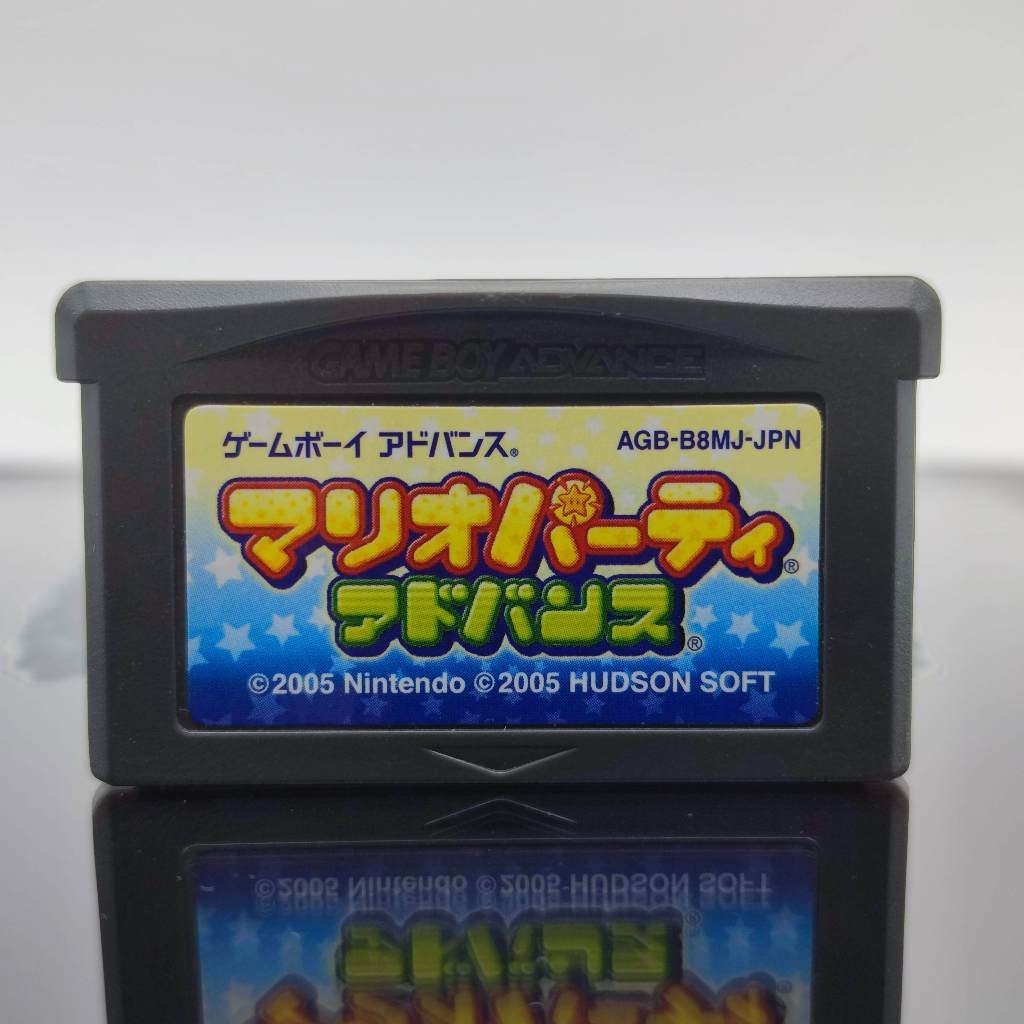 GAME BOY ADVANCE
ゲームボーイ アドバンス®
AGB-B8MJ-JPN
マリオパーティ®
アドバンス®
©2005 Nintendo ©2005 HUDSON SOFT